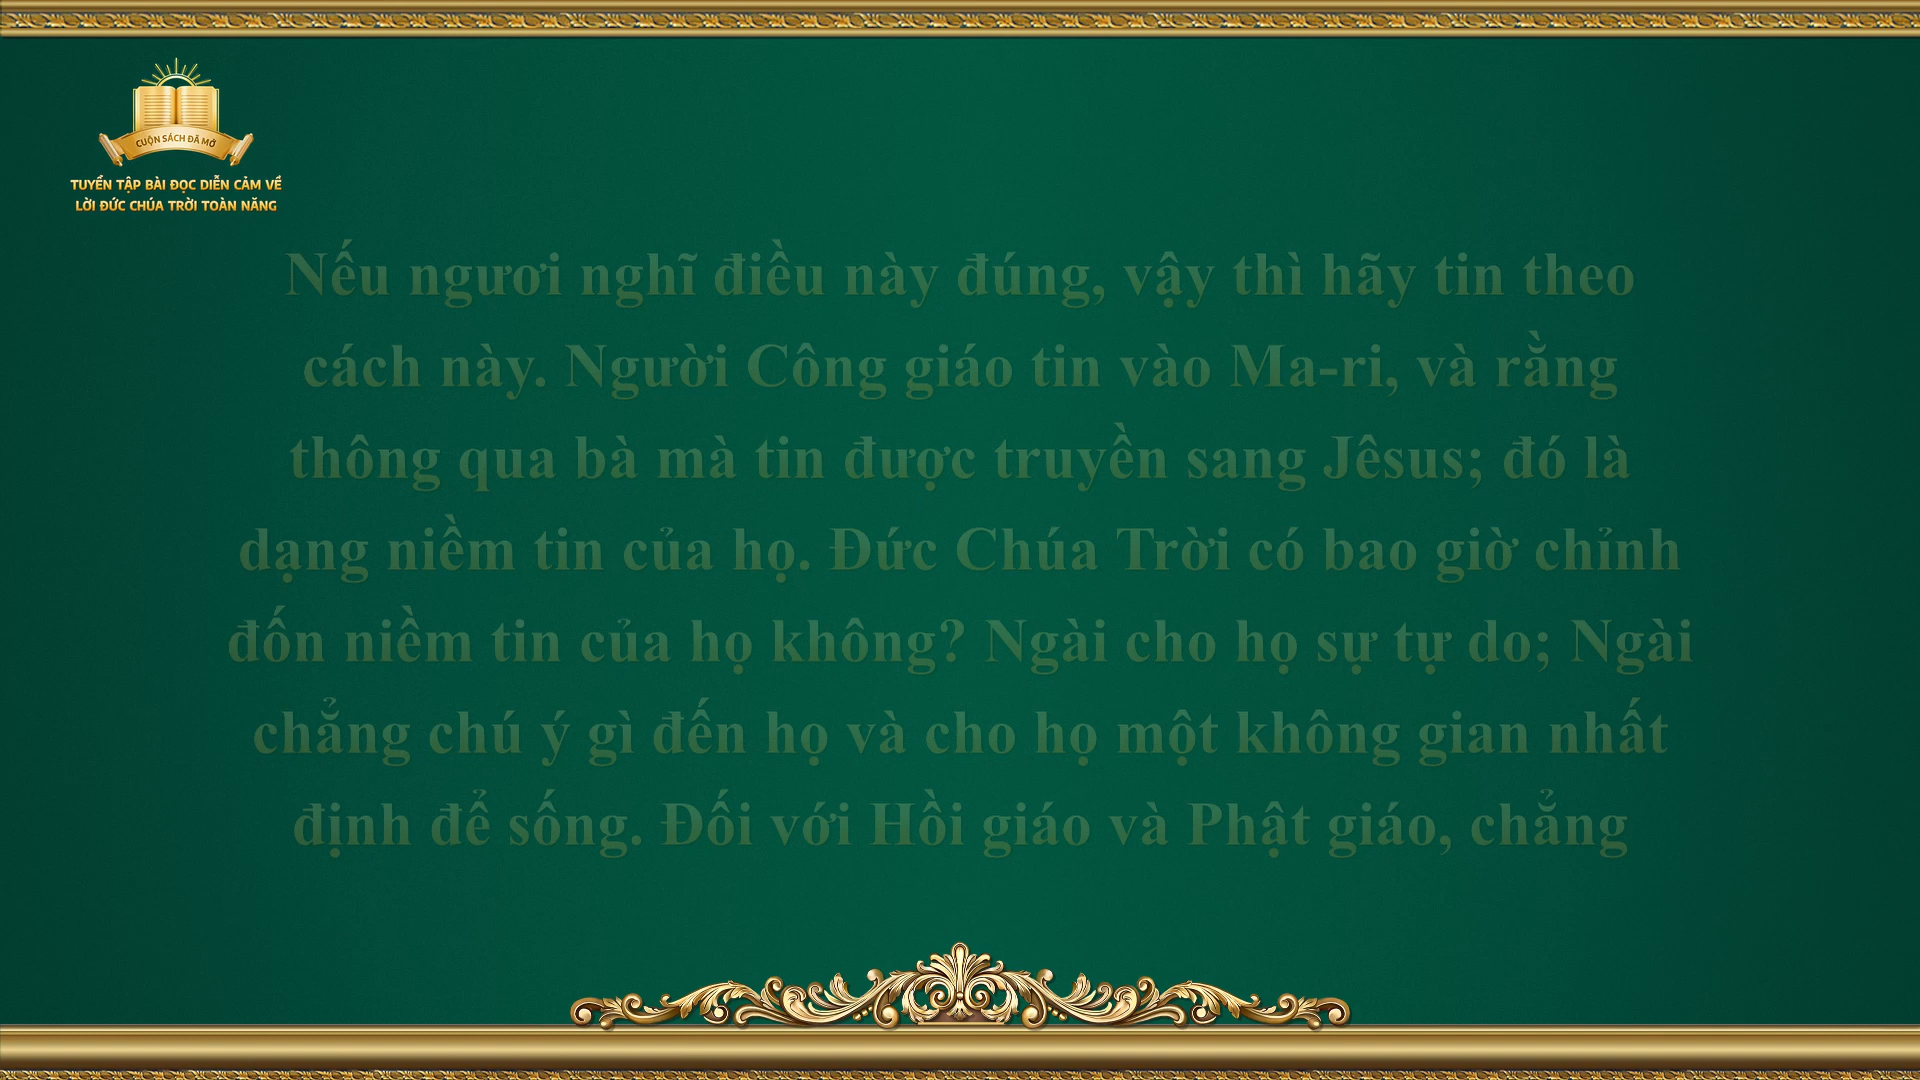 CUỘN SÁCH ĐÃ MỞ
TUYỂN TẬP BÀI ĐỌC DIỄN CẢM VỀ
LỜI ĐỨC CHÚA TRỜI TOÀN NĂNG
Nếu ngươi nghĩ điều này đúng, vậy thì hãy tin theo
cách này. Người Công giáo tin vào Ma-ri, và rằng
thông qua bà mà tin được truyền sang Jêsus; đó là
dạng niềm tin của họ. Đức Chúa Trời có bao giờ chỉnh
đốn niềm tin của họ không? Ngài cho họ sự tự do; Ngài
chẳng chú ý gì đến họ và cho họ một không gian nhất
định để sống. Đối với Hồi giáo và Phật giáo, chẳng